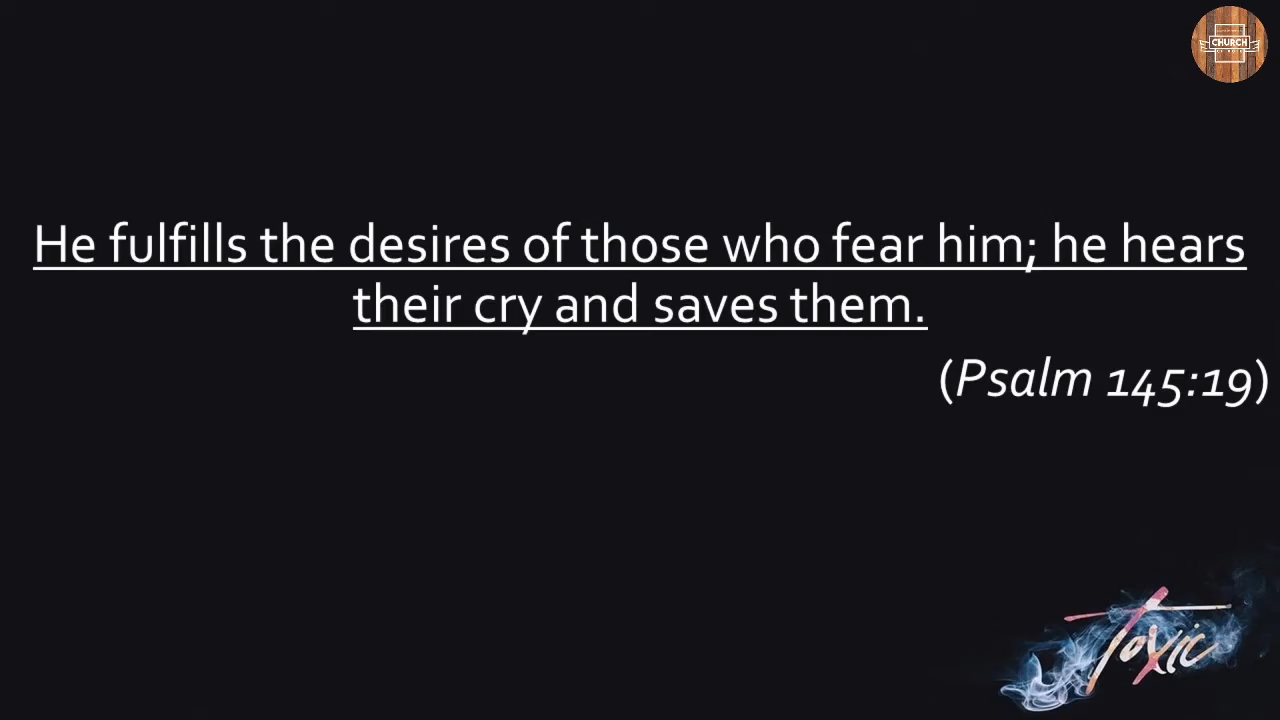 CHURCH
He fulfills the desires of those who fear him; he hears
their cry and saves them.
(Psalm 145:19)
Toxic